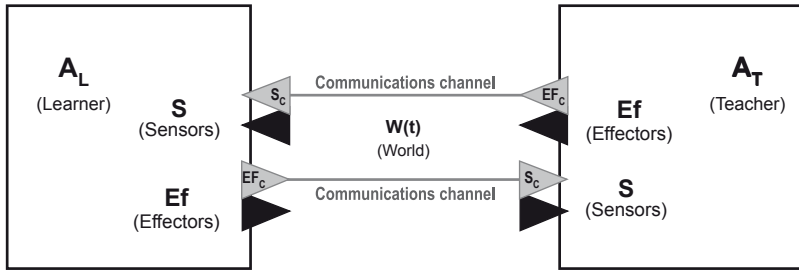 A_L
(Learner)
S
(Sensors)
Ef
(Effectors)
S_C
EF_C
Communications channel
W(t)
(World)
Communications channel
EF_C
S_C
Ef
(Effectors)
S
(Sensors)
A_T
(Teacher)